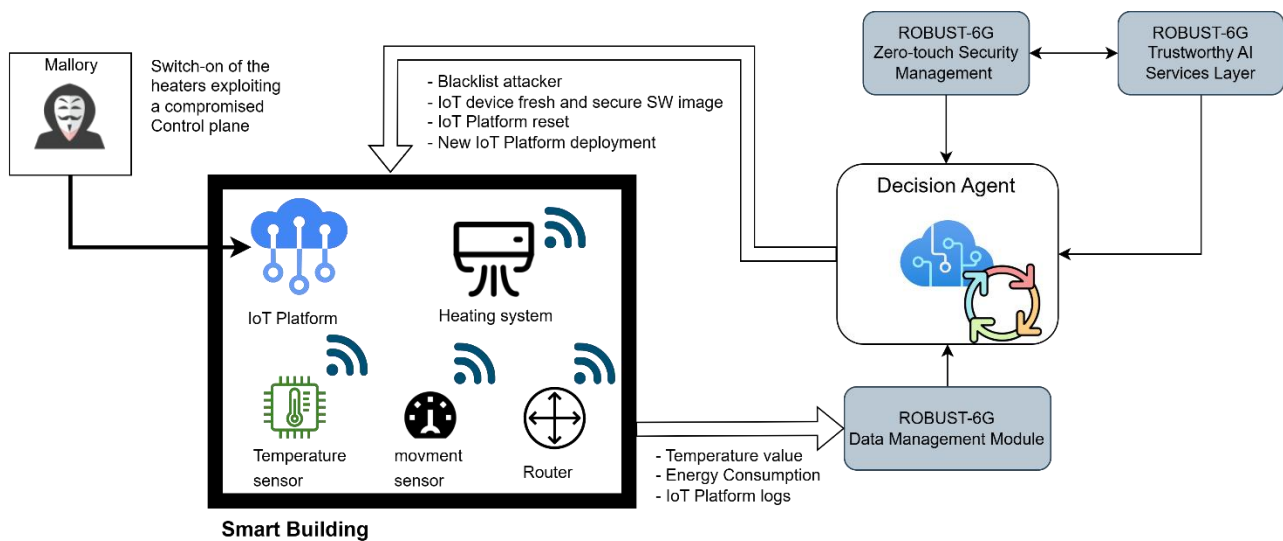 Mallory
Switch-on of the
heaters exploiting
a compromised
Control plane
- Blacklist attacker
- IoT device fresh and secure SW image
- IoT Platform reset
- New IoT Platform deployment
ROBUST-6G
Zero-touch Security
Management
ROBUST-6G
Trustworthy AI
Services Layer
Decision Agent
IoT Platform
Heating system
Temperature
sensor
movment
sensor
Router
Smart Building
- Temperature value
- Energy Consumption
- IoT Platform logs
ROBUST-6G
Data Management Module